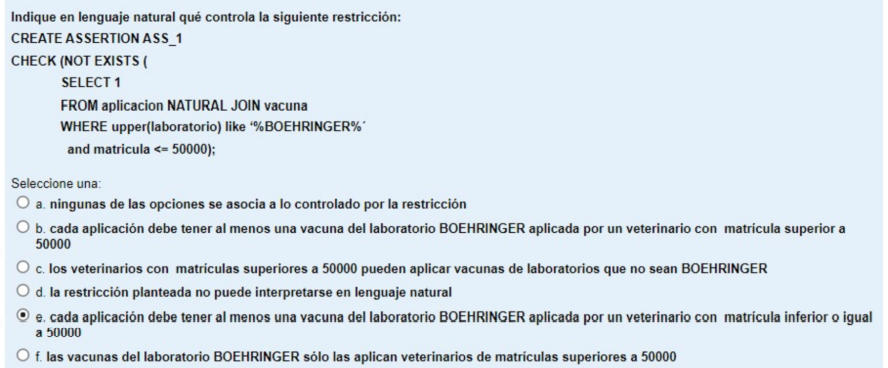 Indique en lenguaje natural qué controla la siguiente restricción:
CREATE ASSERTION ASS_1
CHECK (NOT EXISTS (
SELECT 1
FROM aplicacion NATURAL JOIN vacuna
WHERE upper(laboratorio) like ‘%BOEHRINGER%´
and matricula <= 50000);
Seleccione una:
a. ningunas de las opciones se asocia a lo controlado por la restricción
b. cada aplicación debe tener al menos una vacuna del laboratorio BOEHRINGER aplicada por un veterinario con matrícula superior a
50000
c. los veterinarios con matrículas superiores a 50000 pueden aplicar vacunas de laboratorios que no sean BOEHRINGER
d. la restricción planteada no puede interpretarse en lenguaje natural
e. cada aplicación debe tener al menos una vacuna del laboratorio BOEHRINGER aplicada por un veterinario con matrícula inferior o igual
a 50000
f. las vacunas del laboratorio BOEHRINGER sólo las aplican veterinarios de matrículas superiores a 50000